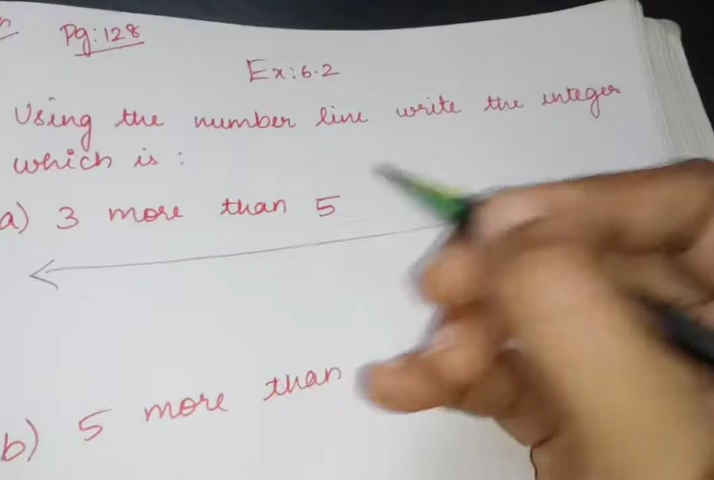 Pg:128
Ex:6.2
Using the number line write the integer
which is :
a) 3 more than 5
b) 5 more than